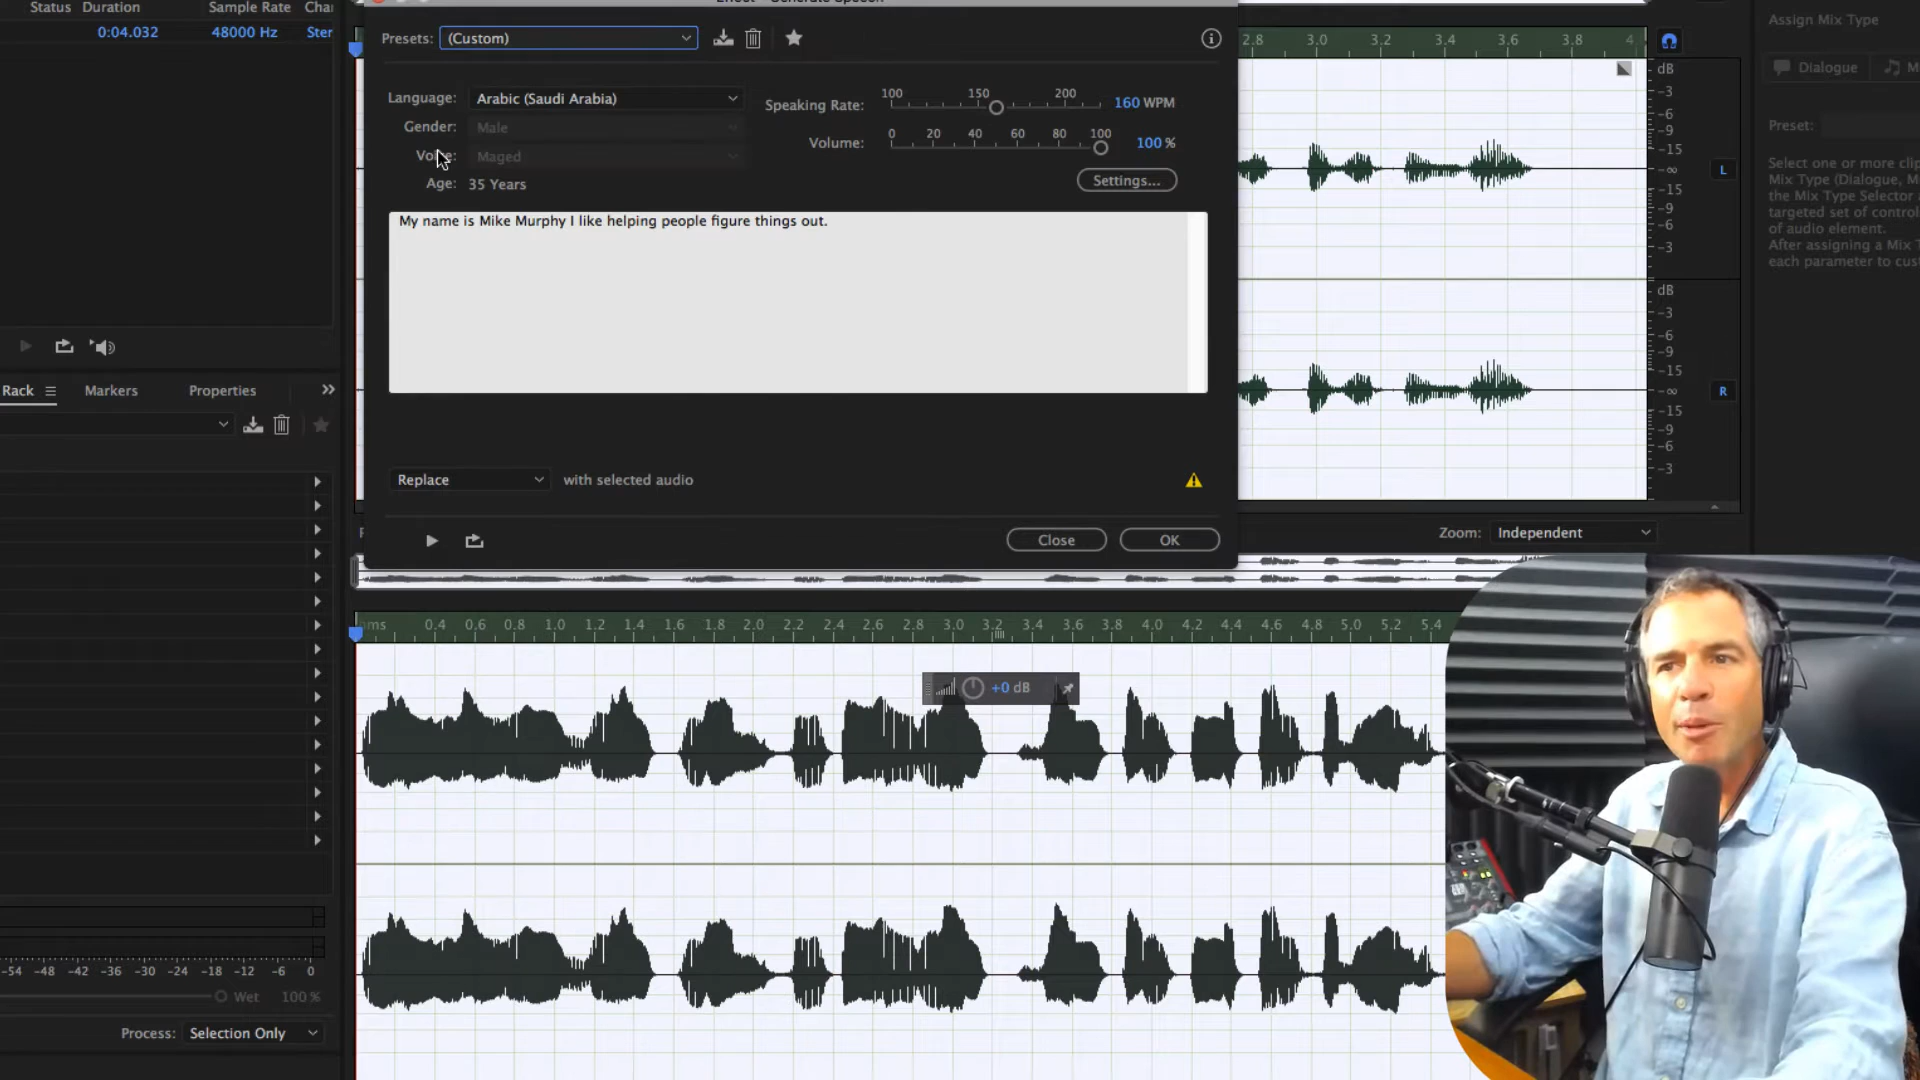 Status Duration Sample Rate
0:04.032 48000 Hz
Presets: (Custom)
Language: Arabic (Saudi Arabia)
Gender: Male
Maged
Age: 35 Years
Speaking Rate: 100 150 200 160 WPM
Volume: 0 20 40 60 80 100 100 %
Settings...
My name is Mike Murphy I like helping people figure things out.
Replace with selected audio
Close OK
2.8 3.0 3.2 3.4 3.6 3.8 4
dB
-3
-6
-9
-15
-∞
-15
-9
-6
-3
L
dB
-3
-6
-9
-15
-∞
-15
-9
-6
-3
R
Assign Mix Type
Dialogue
Preset:
Select one or more clip
Mix Type (Dialogue, M
the Mix Type Selector a
targeted set of control
of audio element.
After assigning a Mix T
each parameter to cust
Rack Markers Properties
Zoom: Independent
hms 0.4 0.6 0.8 1.0 1.2 1.4 1.6 1.8 2.0 2.2 2.4 2.6 2.8 3.0 3.2 3.4 3.6 3.8 4.0 4.2 4.4 4.6 4.8 5.0 5.2 5.4
+0 dB
-54 -48 -42 -36 -30 -24 -18 -12 -6 0
Wet 100 %
Process: Selection Only